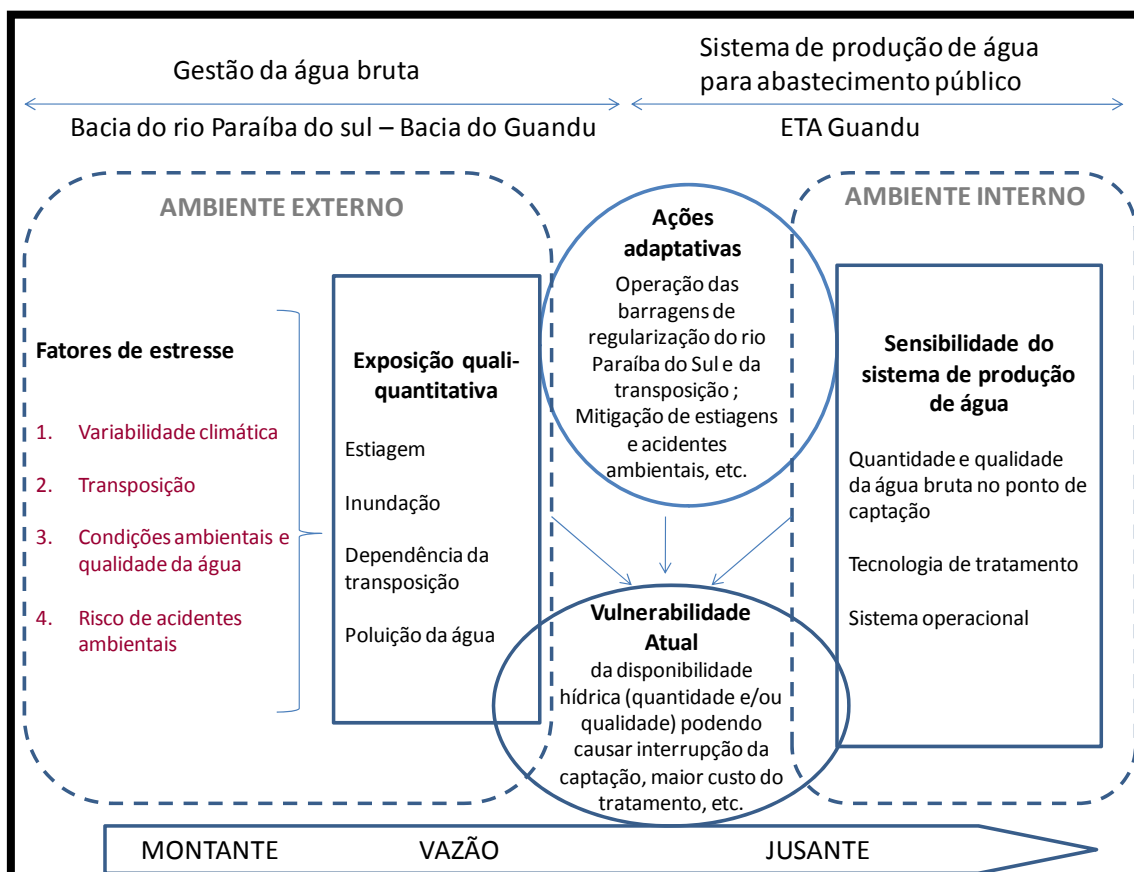 Gestão da água bruta
Sistema de produção de água
para abastecimento público
Bacia do rio Paraíba do sul – Bacia do Guandu
ETA Guandu
AMBIENTE EXTERNO
Fatores de estresse
1. Variabilidade climática
2. Transposição
3. Condições ambientais e
qualidade da água
4. Risco de acidentes
ambientais
Exposição quali-
quantitativa
Estiagem
Inundação
Dependência da
transposição
Poluição da água
Ações
adaptativas
Operação das
barragens de
regularização do rio
Paraíba do Sul e da
transposição ;
Mitigação de estiagens
e acidentes
ambientais, etc.
Vulnerabilidade
Atual
da disponibilidade
hídrica (quantidade e/ou
qualidade) podendo
causar interrupção da
captação, maior custo do
tratamento, etc.
AMBIENTE INTERNO
Sensibilidade do
sistema de produção
de água
Quantidade e qualidade
da água bruta no ponto de
captação
Tecnologia de tratamento
Sistema operacional
MONTANTE
VAZÃO
JUSANTE